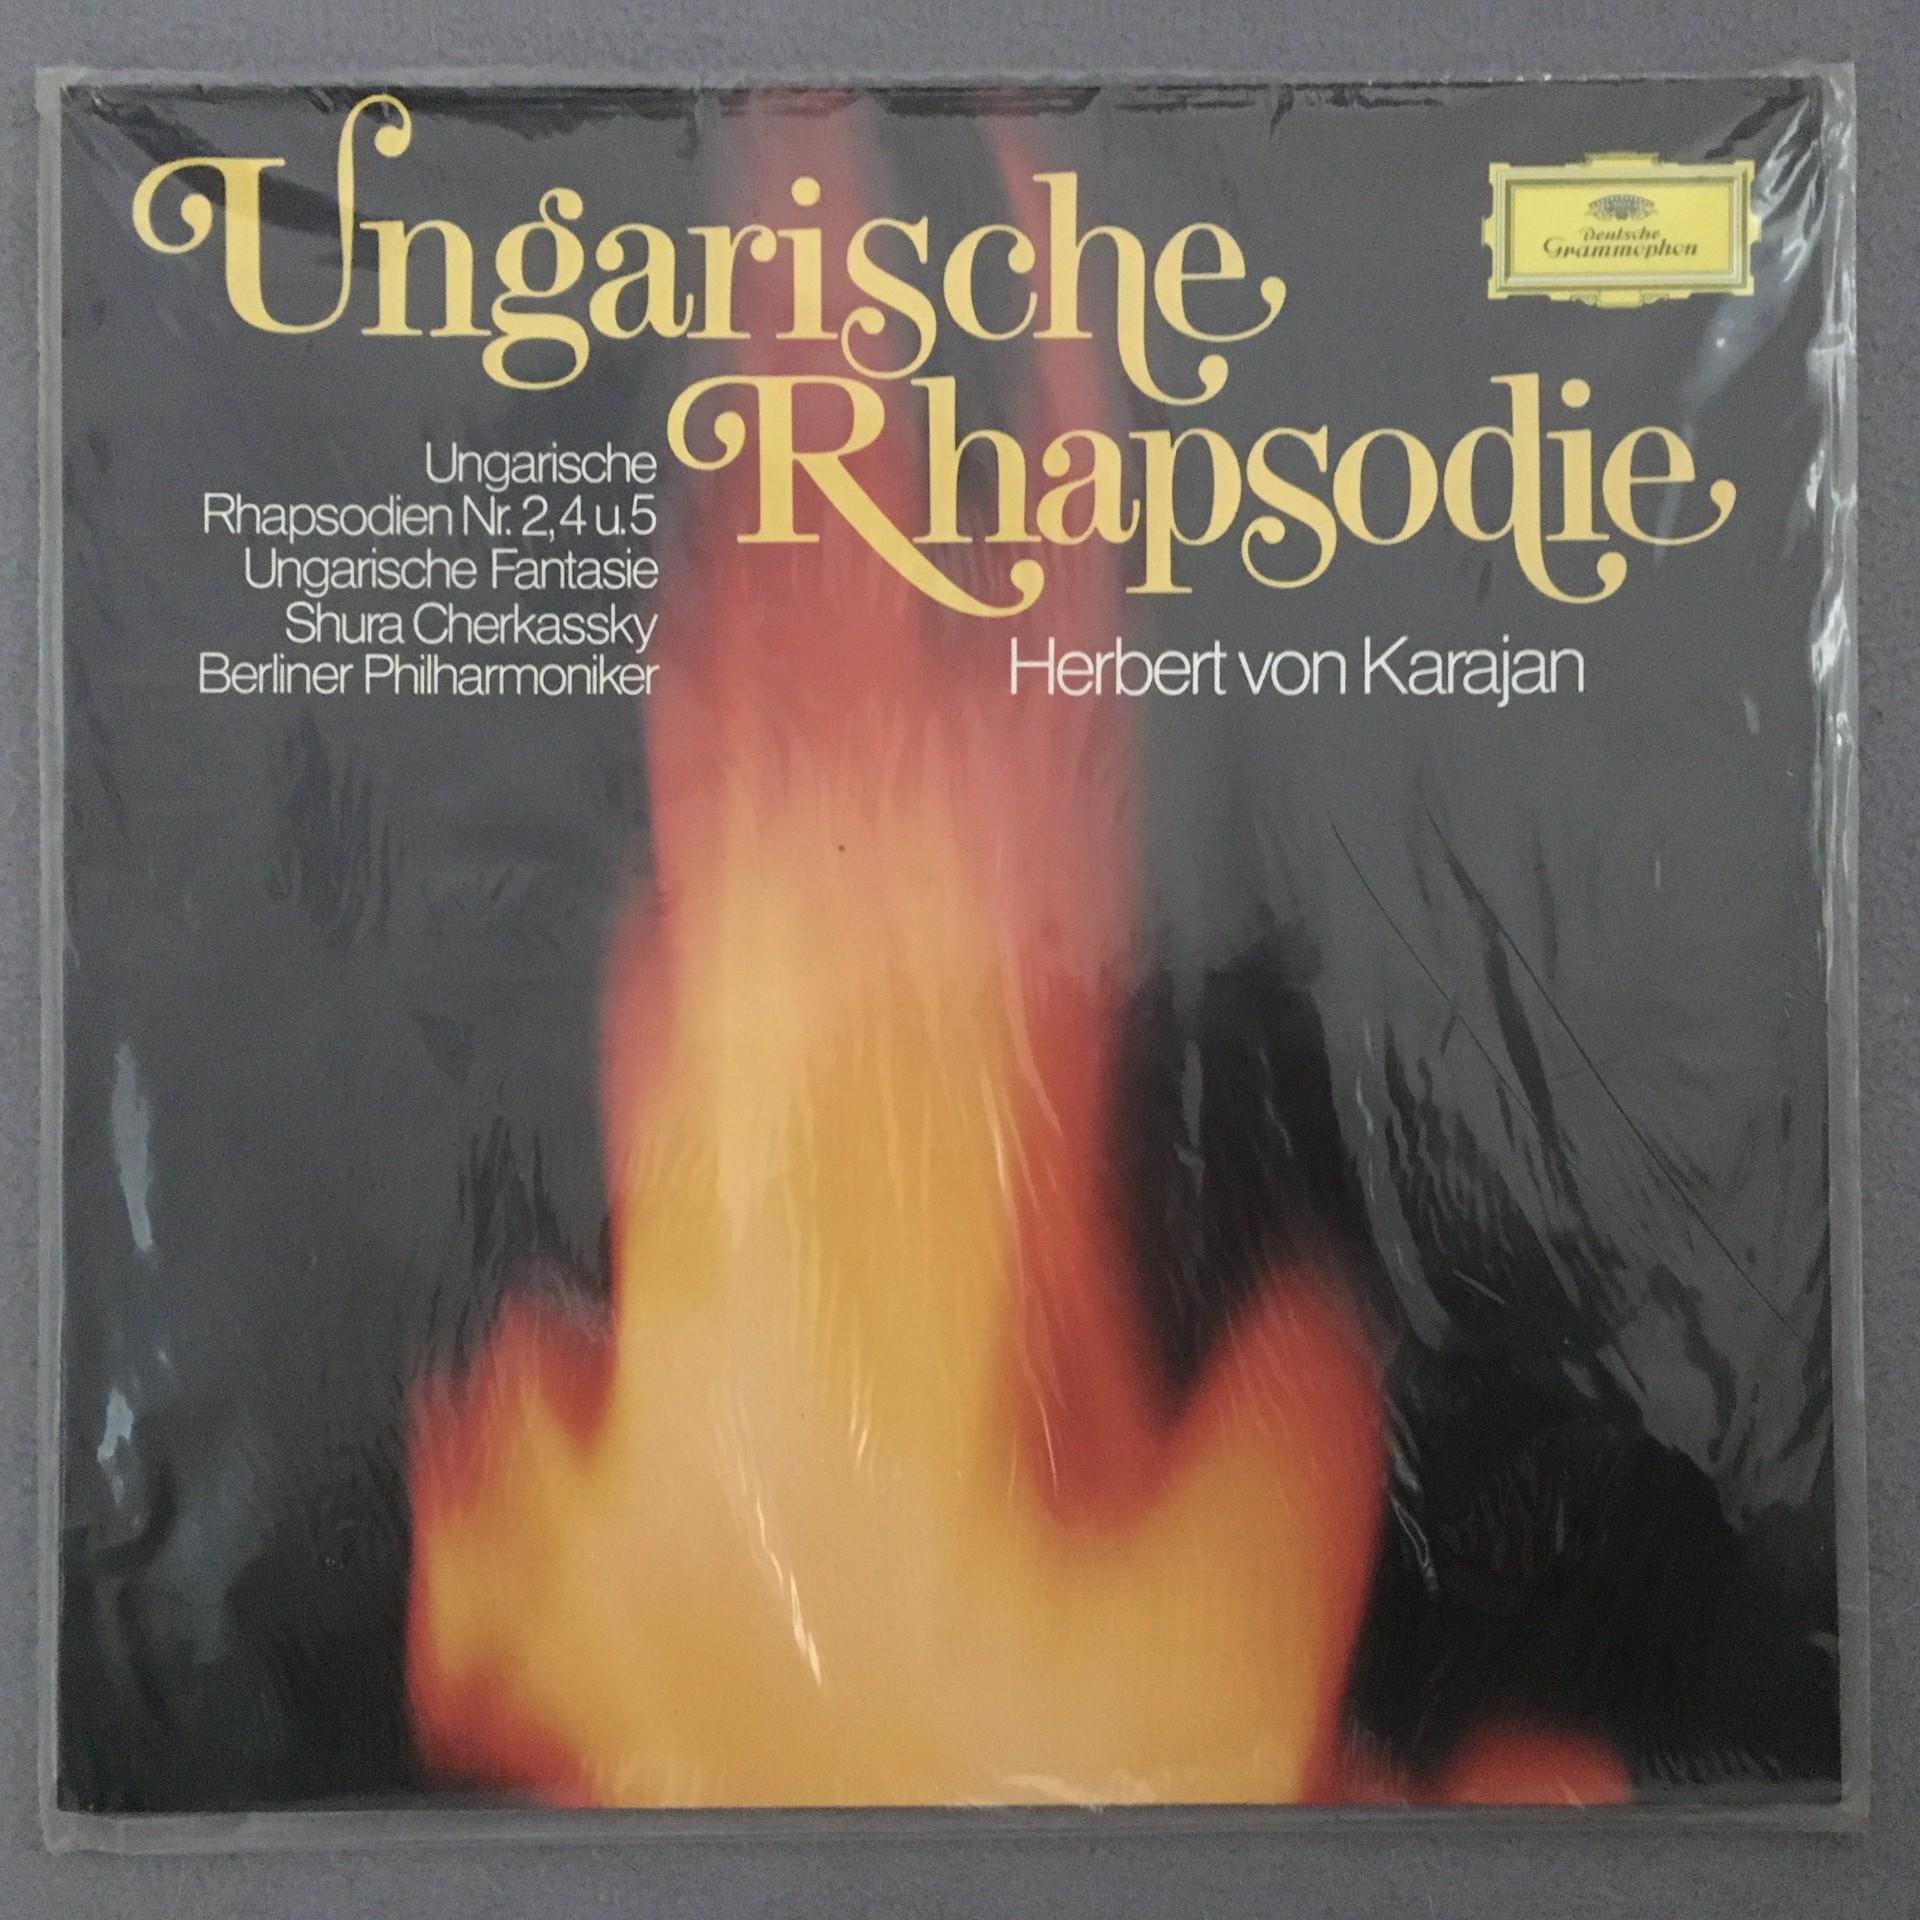 Ungarische
Rhapsodie
Deutsche
Grammophon
Ungarische
Rhapsodien Nr. 2, 4 u. 5
Ungarische Fantasie
Shura Cherkassky
Berliner Philharmoniker
Herbert von Karajan